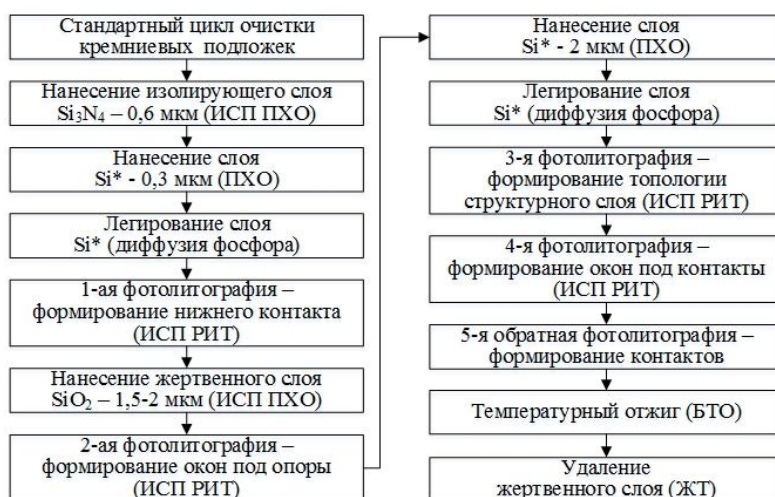 Стандартный цикл очистки
кремниевых подложек
Нанесение изолирующего слоя
Si₃N₄ – 0,6 мкм (ИСП ПХО)
Нанесение слоя
Si* - 0,3 мкм (ПХО)
Легирование слоя
Si* (диффузия фосфора)
1-ая фотолитография –
формирование нижнего контакта
(ИСП РИТ)
Нанесение жертвенного слоя
SiO₂ – 1,5-2 мкм (ИСП ПХО)
2-ая фотолитография –
формирование окон под опоры
(ИСП РИТ)
Нанесение слоя
Si* - 2 мкм (ПХО)
Легирование слоя
Si* (диффузия фосфора)
3-я фотолитография –
формирование топологии
структурного слоя (ИСП РИТ)
4-я фотолитография –
формирование окон под контакты
(ИСП РИТ)
5-я обратная фотолитография –
формирование контактов
Температурный отжиг (БТО)
Удаление
жертвенного слоя (ЖТ)